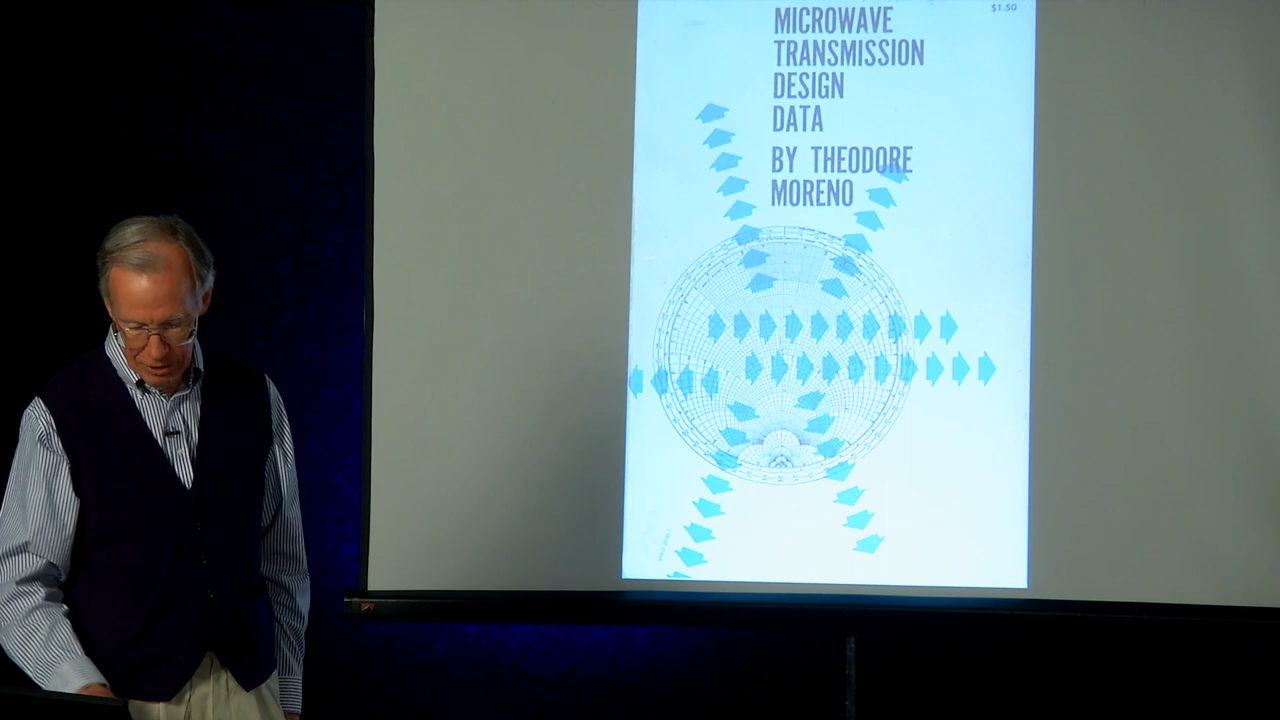 $1.50
MICROWAVE
TRANSMISSION
DESIGN
DATA
BY THEODORE
MORENO